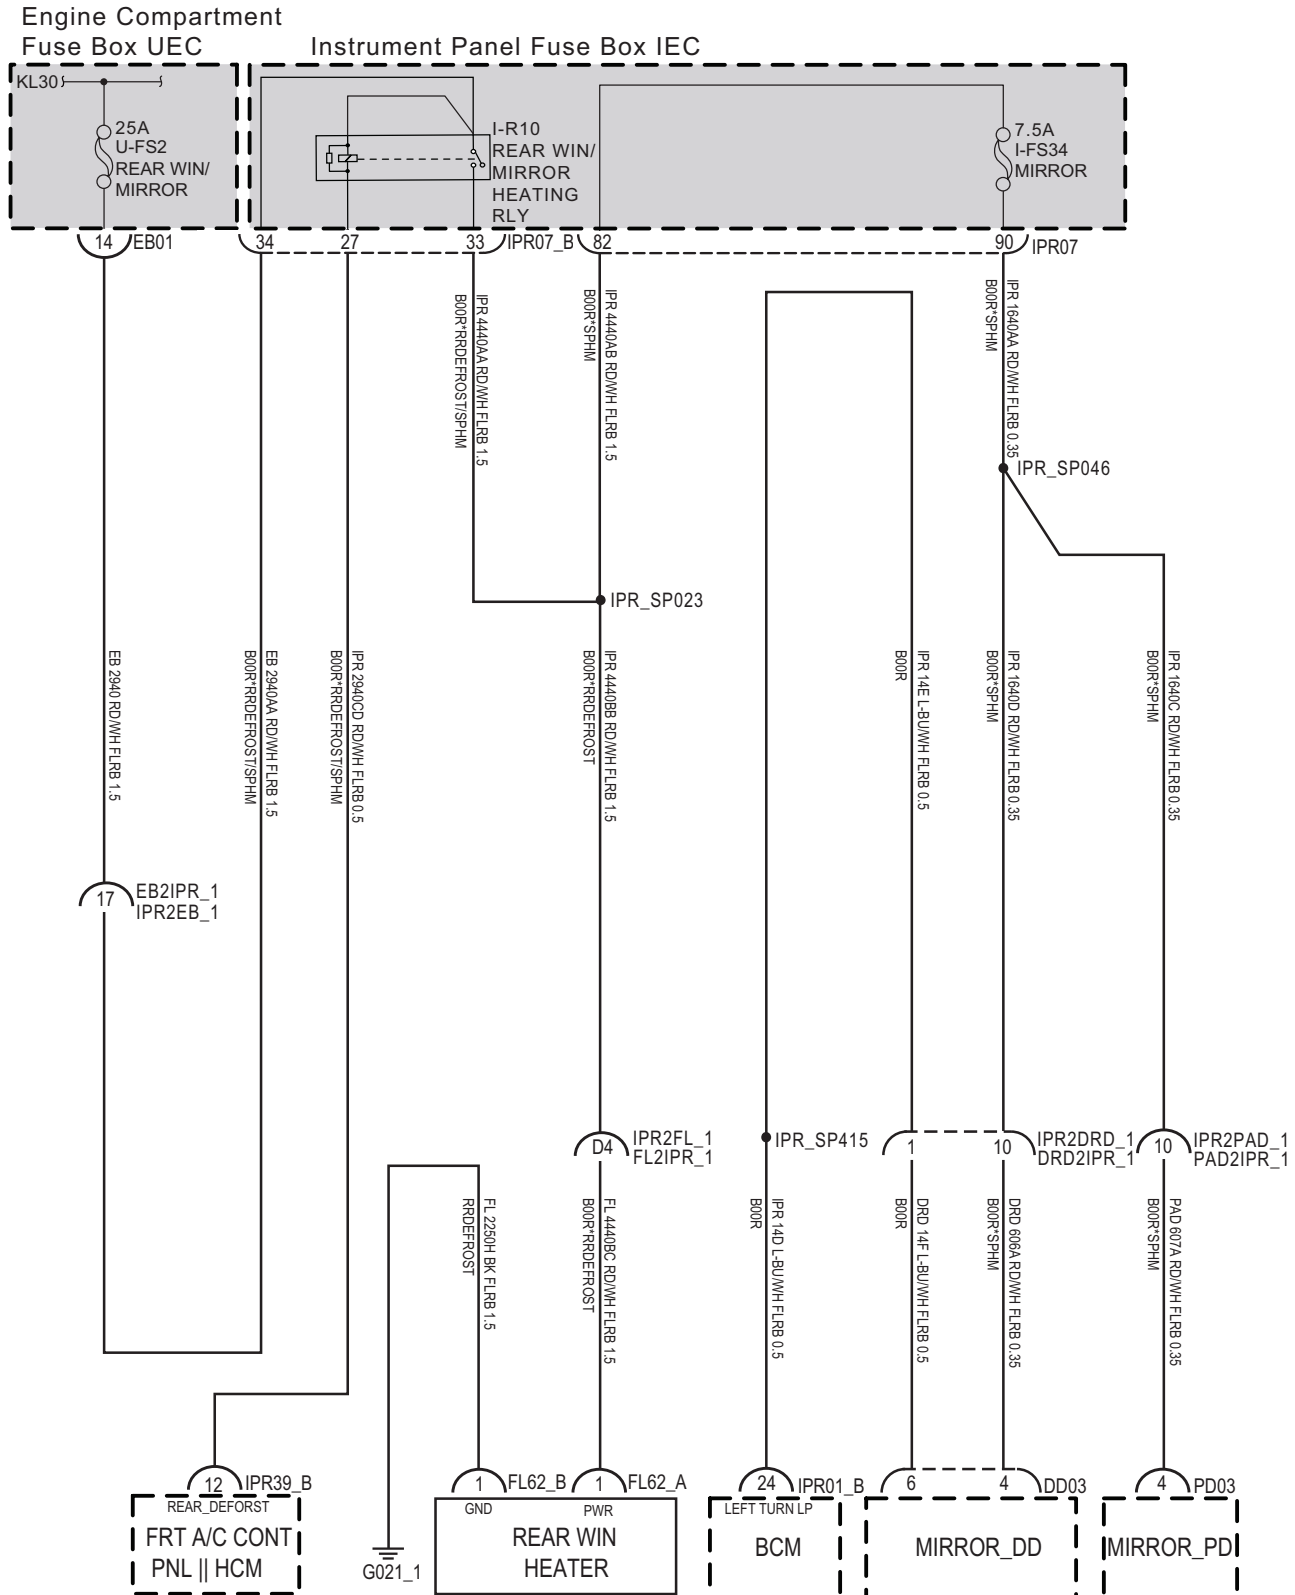 Engine Compartment
Fuse Box UEC
Instrument Panel Fuse Box IEC
KL30
25A
U-FS2
REAR WIN/
MIRROR
I-R10
REAR WIN/
MIRROR
HEATING
RLY
7.5A
I-FS34
MIRROR
14 EB01
34
27
33 IPR07_B
82
90 IPR07
IPR 4440AA RD/WH FLRB 1.5
B00R*RRDEFROST/SPHM
IPR 4440AB RD/WH FLRB 1.5
B00R*SPHM
IPR 1640AA RD/WH FLRB 0.35
B00R*SPHM
IPR_SP046
IPR_SP023
EB 2940 RD/WH FLRB 1.5
EB 2940AA RD/WH FLRB 1.5
B00R*RRDEFROST/SPHM
IPR 2940CD RD/WH FLRB 0.5
B00R*RRDEFROST/SPHM
IPR 4440BB RD/WH FLRB 1.5
B00R*RRDEFROST
IPR 14E L-BU/WH FLRB 0.5
B00R
IPR 1640D RD/WH FLRB 0.35
B00R*SPHM
IPR 1640C RD/WH FLRB 0.35
B00R*SPHM
17
EB2IPR_1
IPR2EB_1
D4
IPR2FL_1
FL2IPR_1
IPR_SP415
1
10
IPR2DRD_1
DRD2IPR_1
10
IPR2PAD_1
PAD2IPR_1
FL 2250H BK FLRB 1.5
RRDEFROST
FL 4440BC RD/WH FLRB 1.5
B00R*RRDEFROST
IPR 14D L-BU/WH FLRB 0.5
B00R
DRD 14F L-BU/WH FLRB 0.5
B00R
DRD 606A RD/WH FLRB 0.35
B00R*SPHM
PAD 607A RD/WH FLRB 0.35
B00R*SPHM
12 IPR39_B
REAR_DEFORST
FRT A/C CONT
PNL || HCM
G021_1
1 FL62_B
GND
1 FL62_A
PWR
REAR WIN
HEATER
24 IPR01_B
LEFT TURN LP
BCM
6
4 DD03
MIRROR_DD
4 PD03
MIRROR_PD